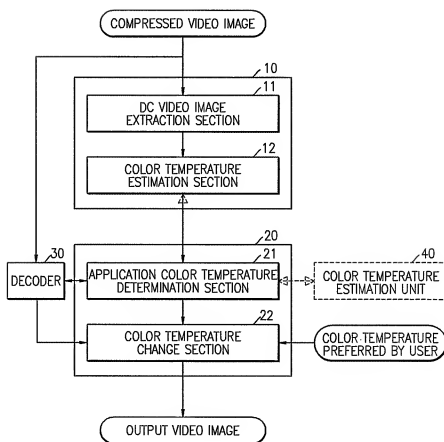 COMPRESSED VIDEO IMAGE
10
11
DC VIDEO IMAGE
EXTRACTION SECTION
12
COLOR TEMPERATURE
ESTIMATION SECTION
20
30
21
40
DECODER
APPLICATION COLOR TEMPERATURE
DETERMINATION SECTION
COLOR TEMPERATURE
ESTIMATION UNIT
22
COLOR TEMPERATURE
CHANGE SECTION
COLOR TEMPERATURE
PREFERRED BY USER
OUTPUT VIDEO IMAGE